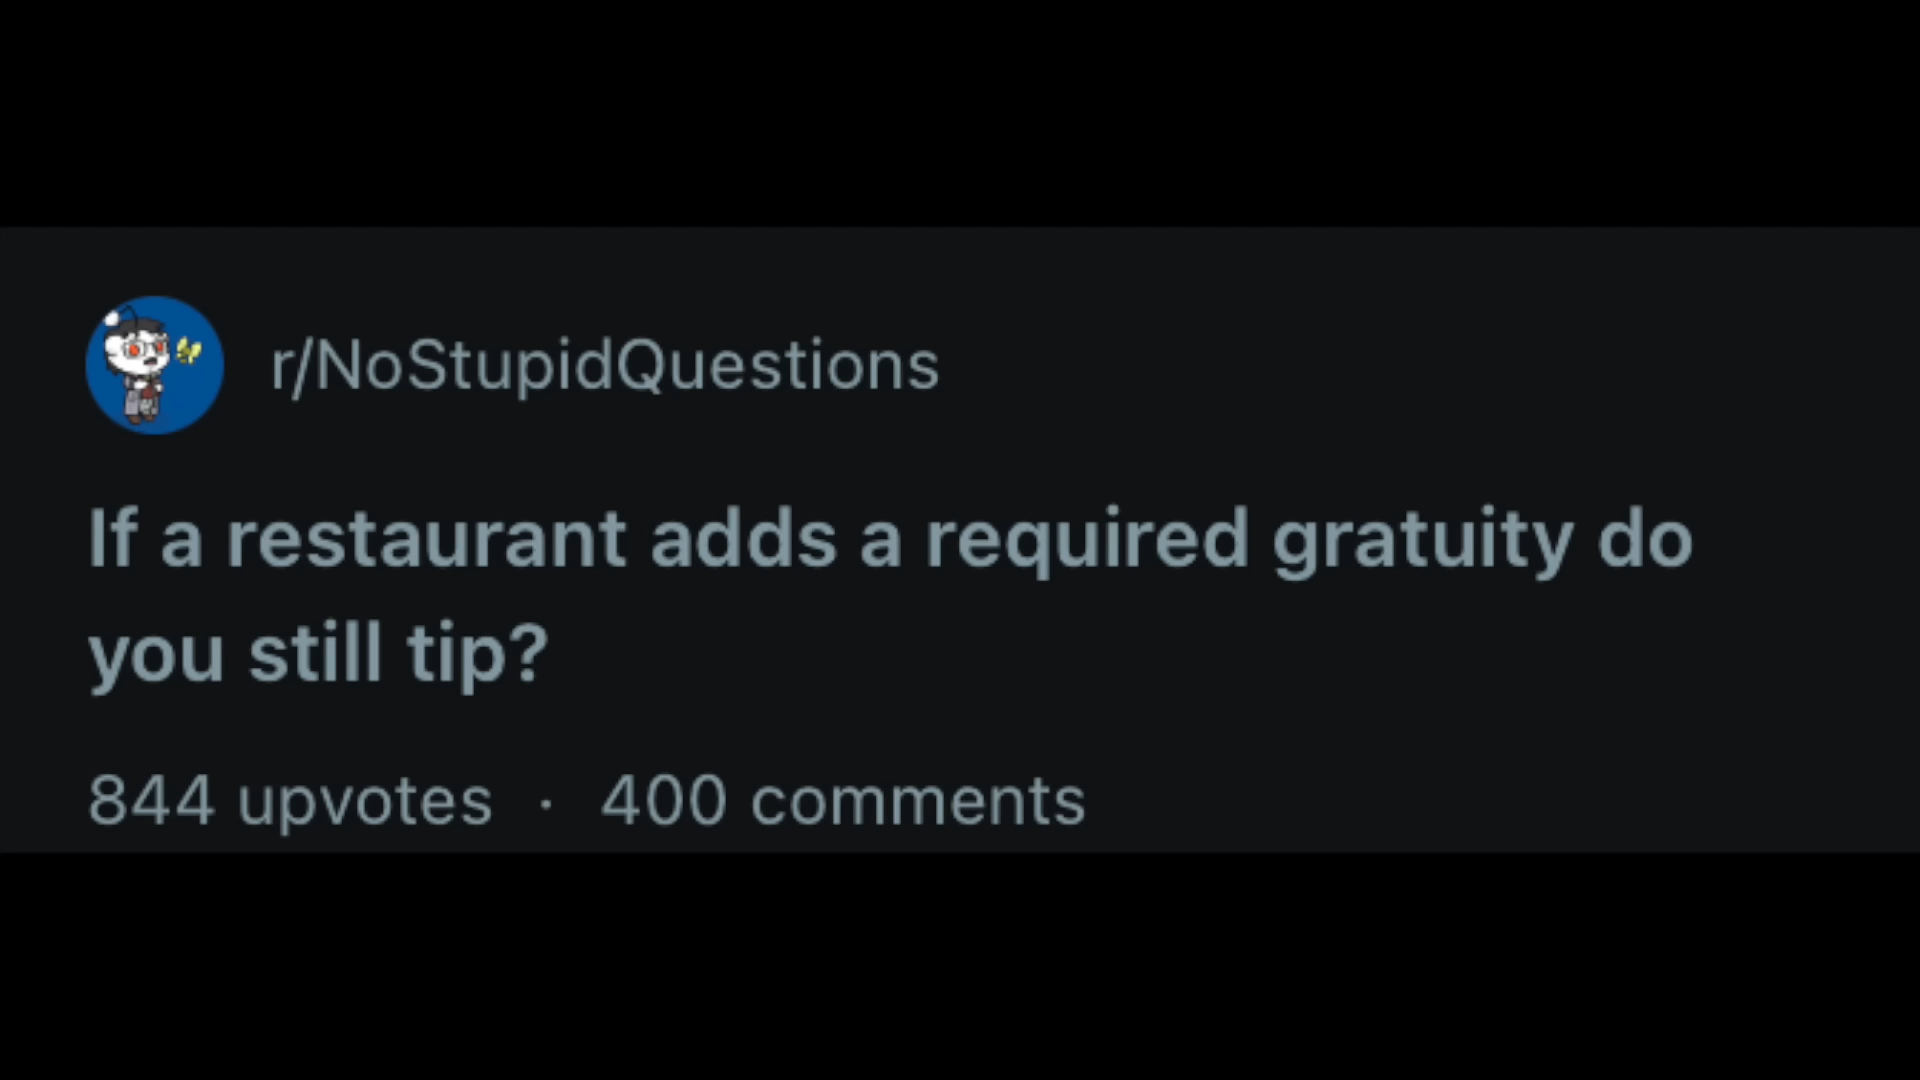 r/NoStupidQuestions
If a restaurant adds a required gratuity do
you still tip?
844 upvotes · 400 comments